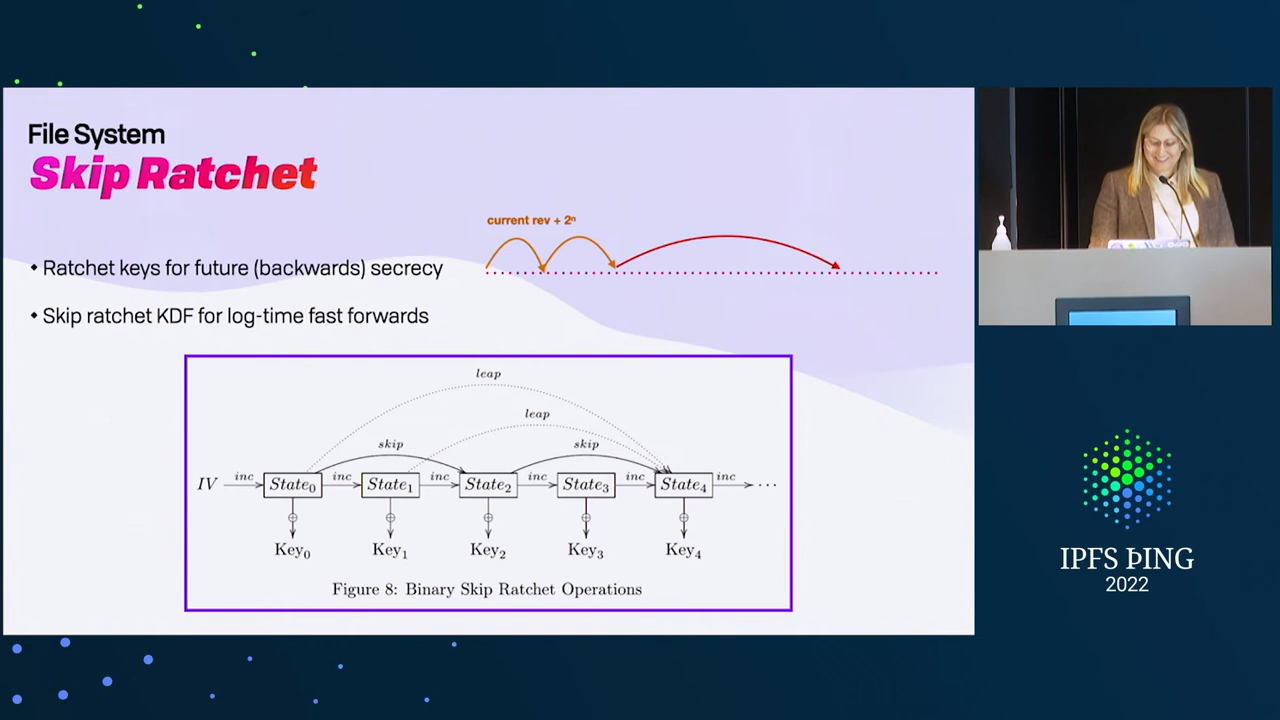 File System
Skip Ratchet
current rev + 2ⁿ
◆ Ratchet keys for future (backwards) secrecy
◆ Skip ratchet KDF for log-time fast forwards
leap
leap
skip skip
IV inc State₀ inc State₁ inc State₂ inc State₃ inc State₄ inc ···
Key₀ Key₁ Key₂ Key₃ Key₄
Figure 8: Binary Skip Ratchet Operations
IPFS ÞING
2022